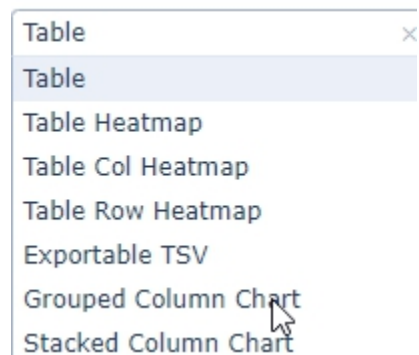 Table
Table
Table Heatmap
Table Col Heatmap
Table Row Heatmap
Exportable TSV
Grouped Column Chart
Stacked Column Chart